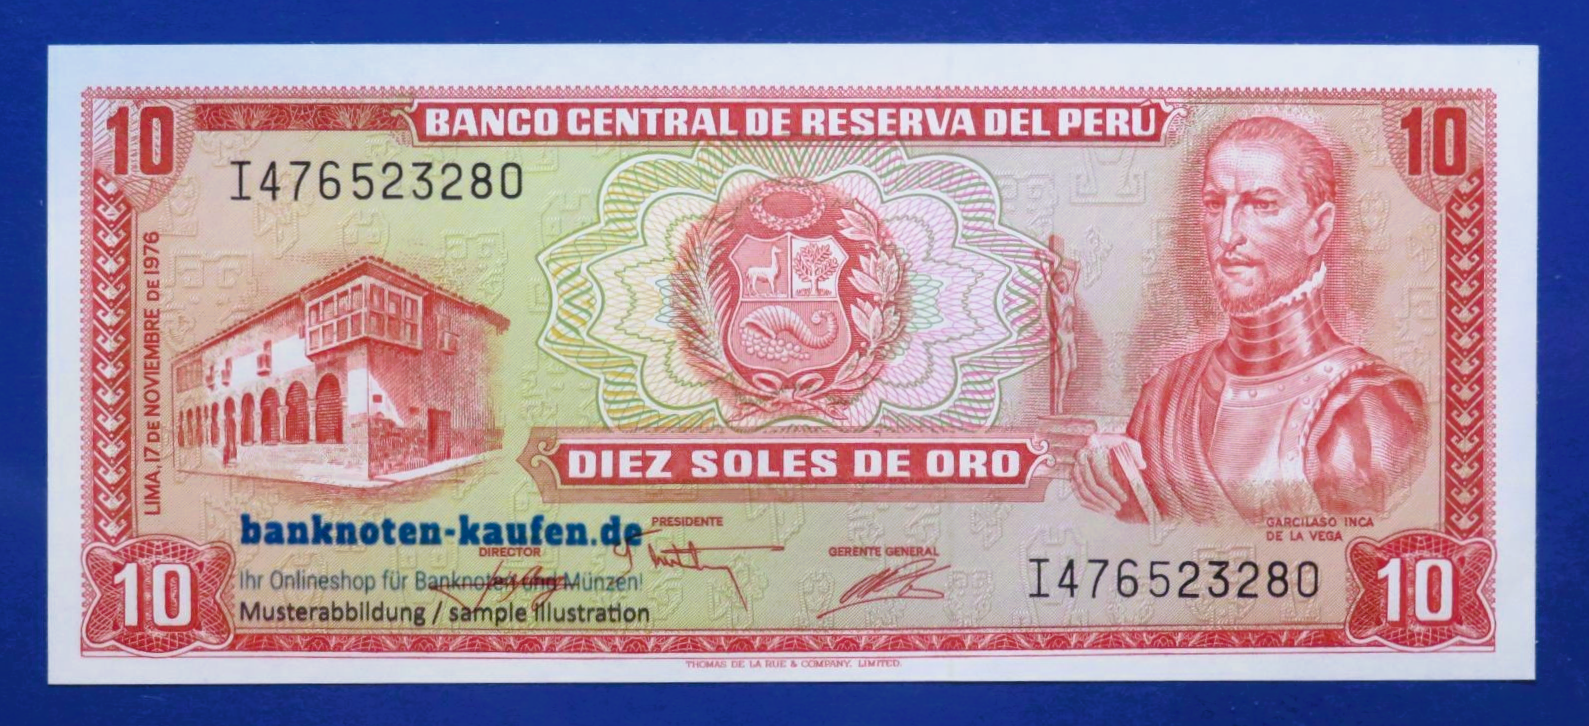 10
BANCO CENTRAL DE RESERVA DEL PERÚ
10
I476523280
LIMA, 17 DE NOVIEMBRE DE 1976
DIEZ SOLES DE ORO
GARCILASO INCA
DE LA VEGA
banknoten-kaufen.de
PRESIDENTE
DIRECTOR
GERENTE GENERAL
Ihr Onlineshop für Banknoten und Münzen!
I476523280
Musterabbildung / sample illustration
10
10
THOMAS DE LA RUE & COMPANY, LIMITED.